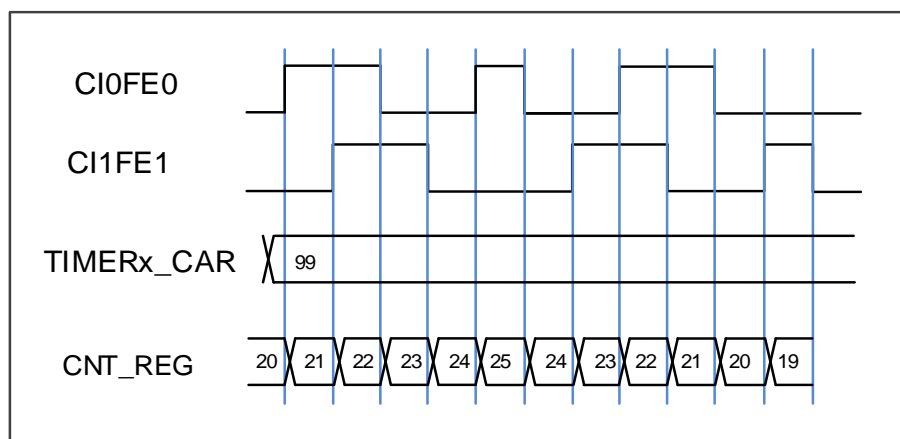 CI0FE0
CI1FE1
TIMERx_CAR 99
CNT_REG 20 21 22 23 24 25 24 23 22 21 20 19